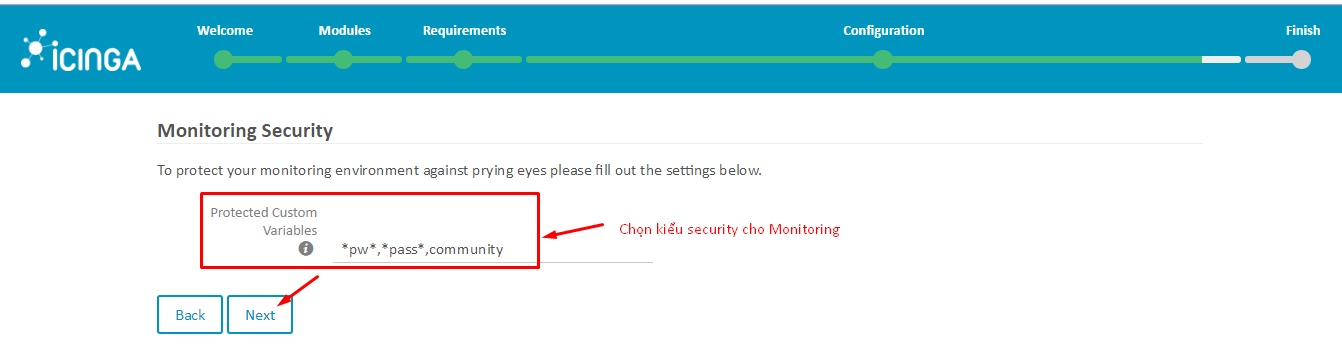 Welcome
Modules
Requirements
Configuration
Finish
ICINGA
Monitoring Security
To protect your monitoring environment against prying eyes please fill out the settings below.
Protected Custom
Variables
*pw*,*pass*,community
Chọn kiểu security cho Monitoring
Back
Next